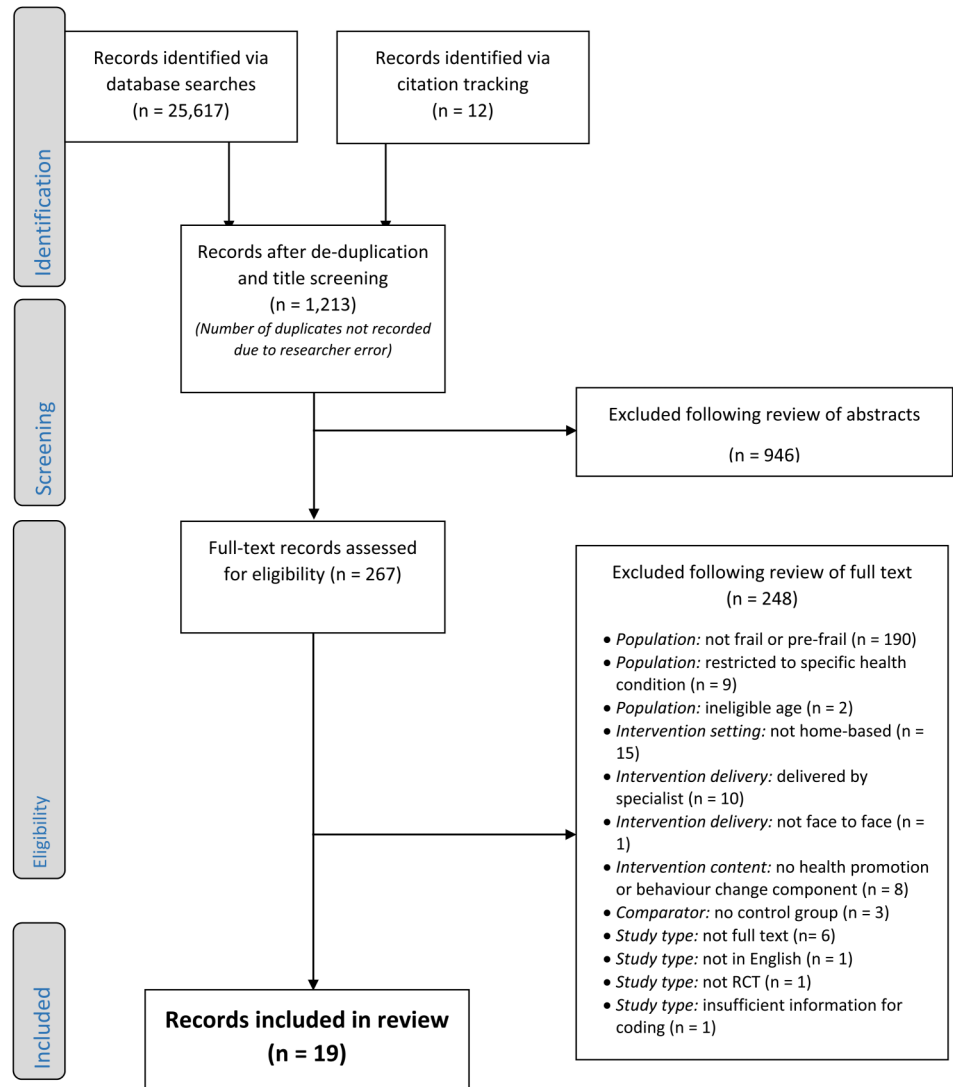 Identification
Records identified via
database searches
(n = 25,617)
Records identified via
citation tracking
(n = 12)
Records after de-duplication
and title screening
(n = 1,213)
(Number of duplicates not recorded
due to researcher error)
Screening
Excluded following review of abstracts
(n = 946)
Eligibility
Full-text records assessed
for eligibility (n = 267)
Excluded following review of full text
(n = 248)
• Population: not frail or pre-frail (n = 190)
• Population: restricted to specific health
condition (n = 9)
• Population: ineligible age (n = 2)
• Intervention setting: not home-based (n =
15)
• Intervention delivery: delivered by
specialist (n = 10)
• Intervention delivery: not face to face (n =
1)
• Intervention content: no health promotion
or behaviour change component (n = 8)
• Comparator: no control group (n = 3)
• Study type: not full text (n= 6)
• Study type: not in English (n = 1)
• Study type: not RCT (n = 1)
• Study type: insufficient information for
coding (n = 1)
Included
Records included in review
(n = 19)